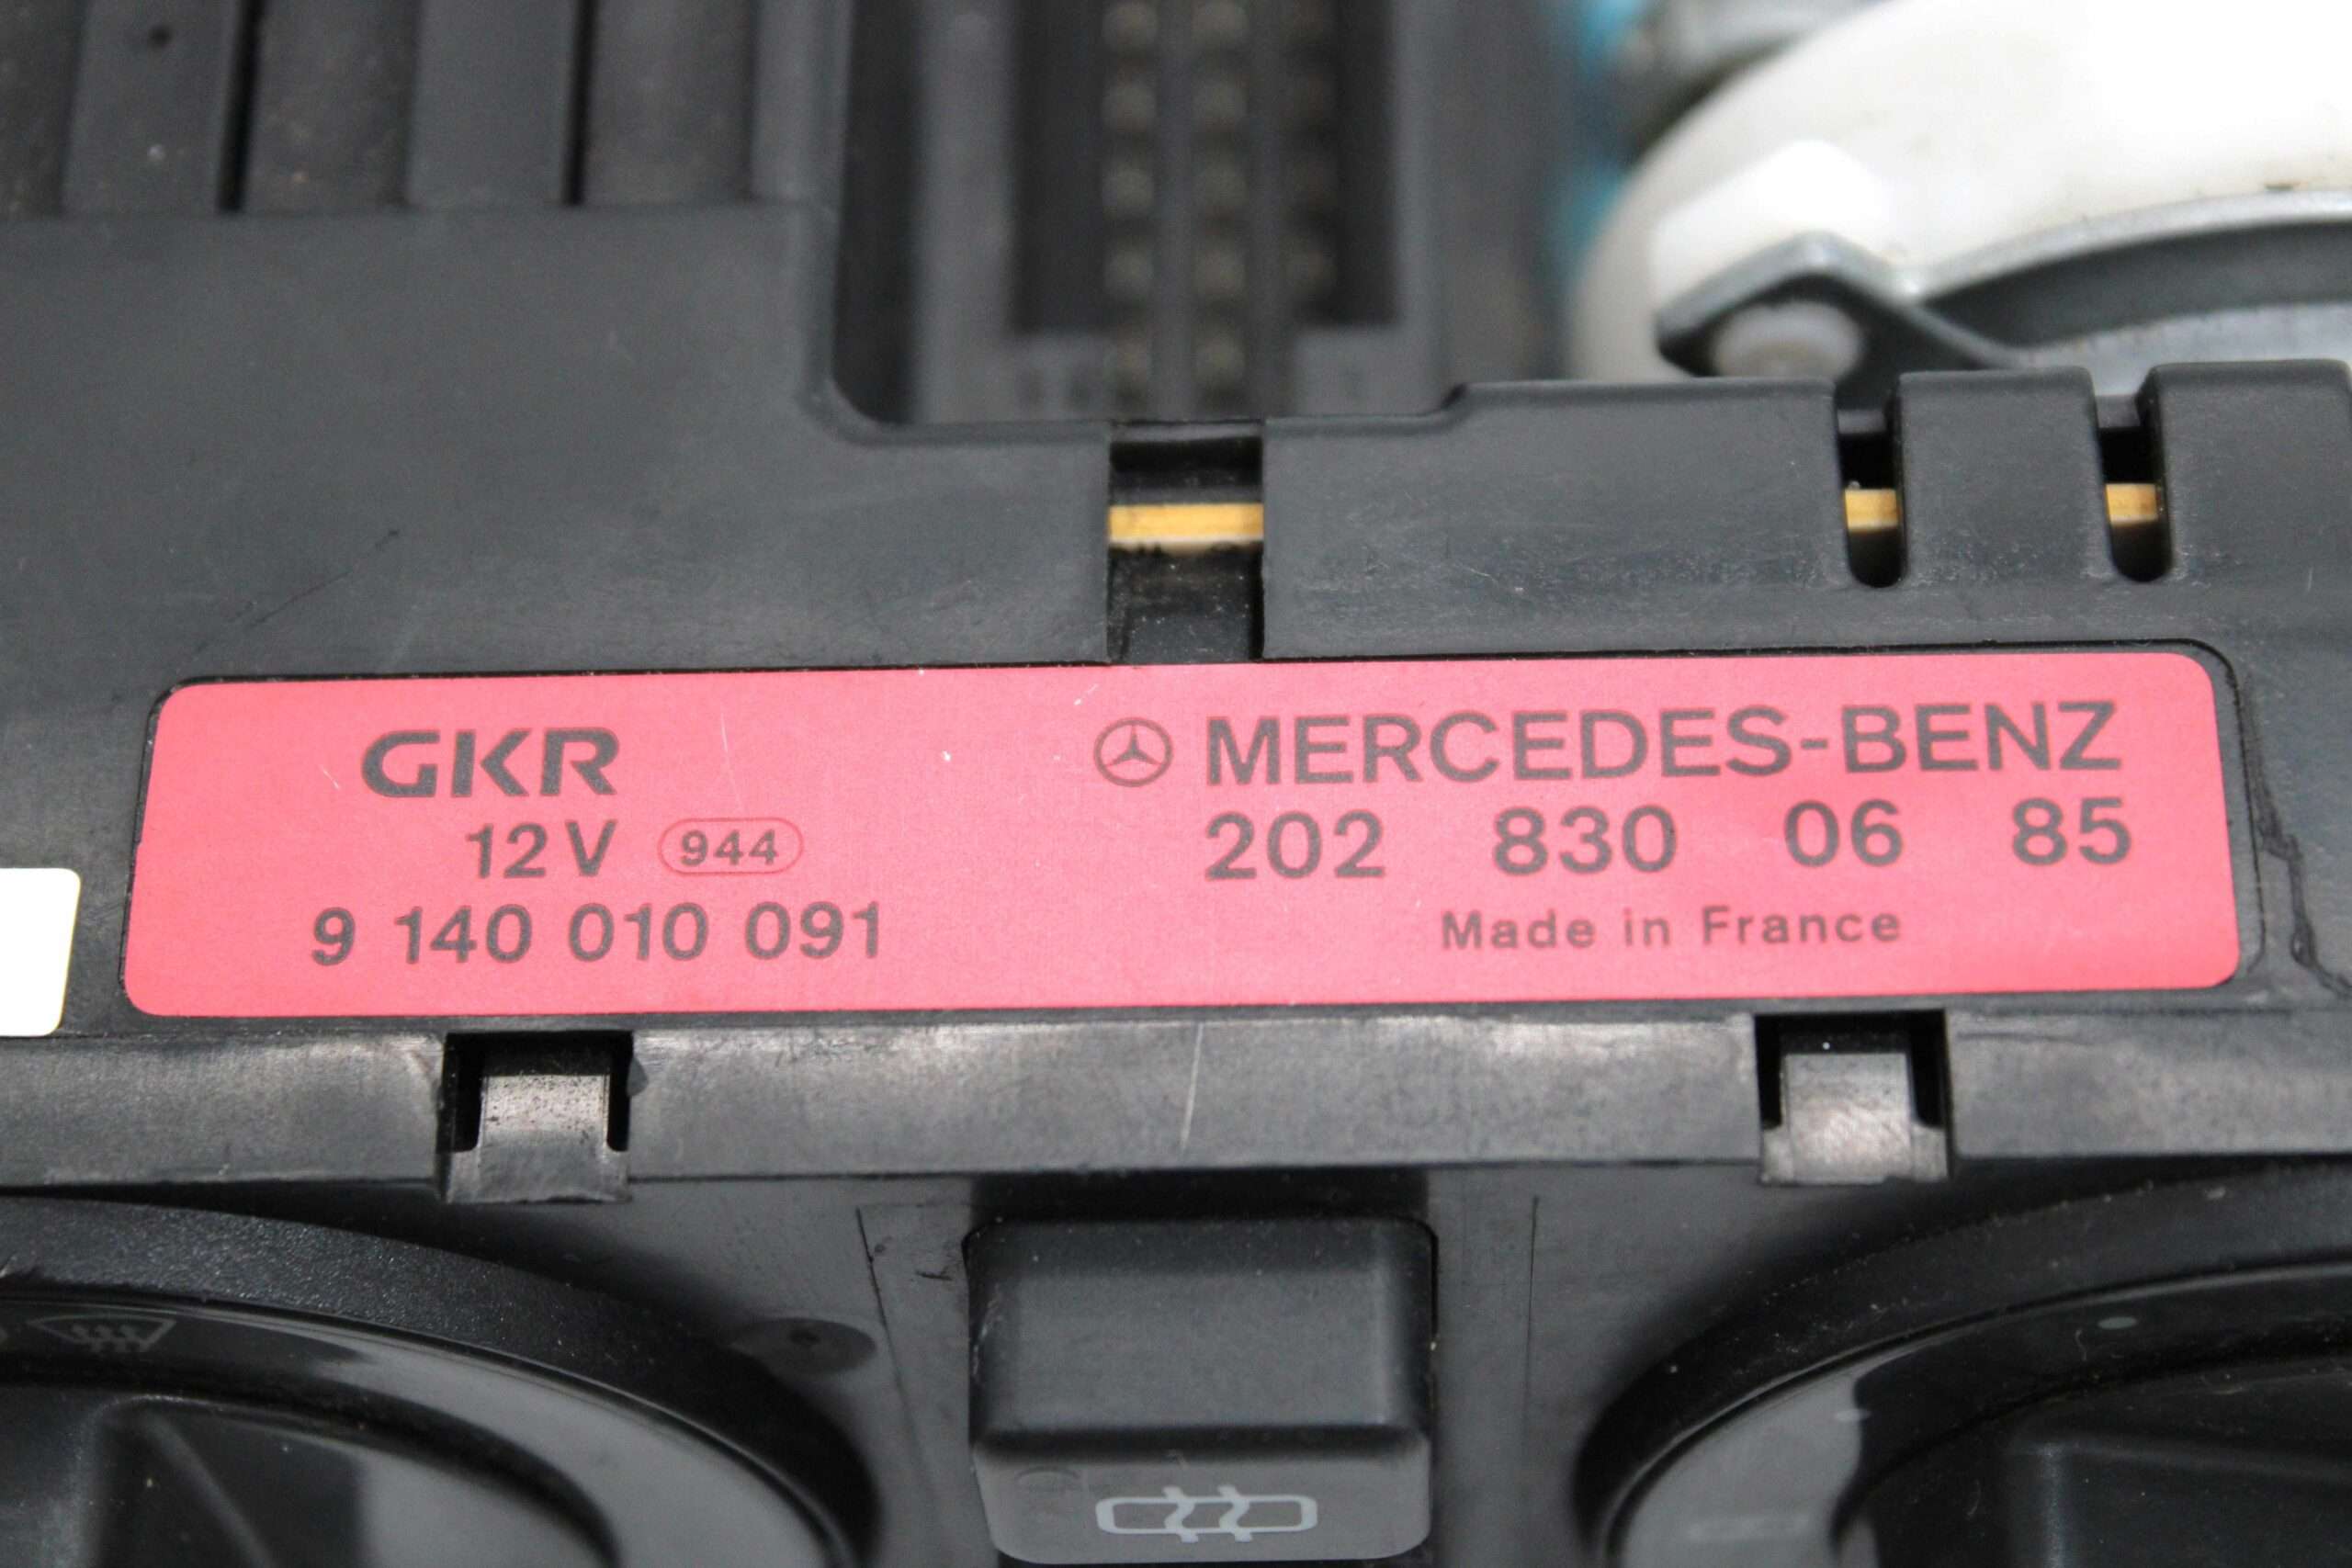 GKR
12V 944
9 140 010 091
MERCEDES-BENZ
202 830 06 85
Made in France